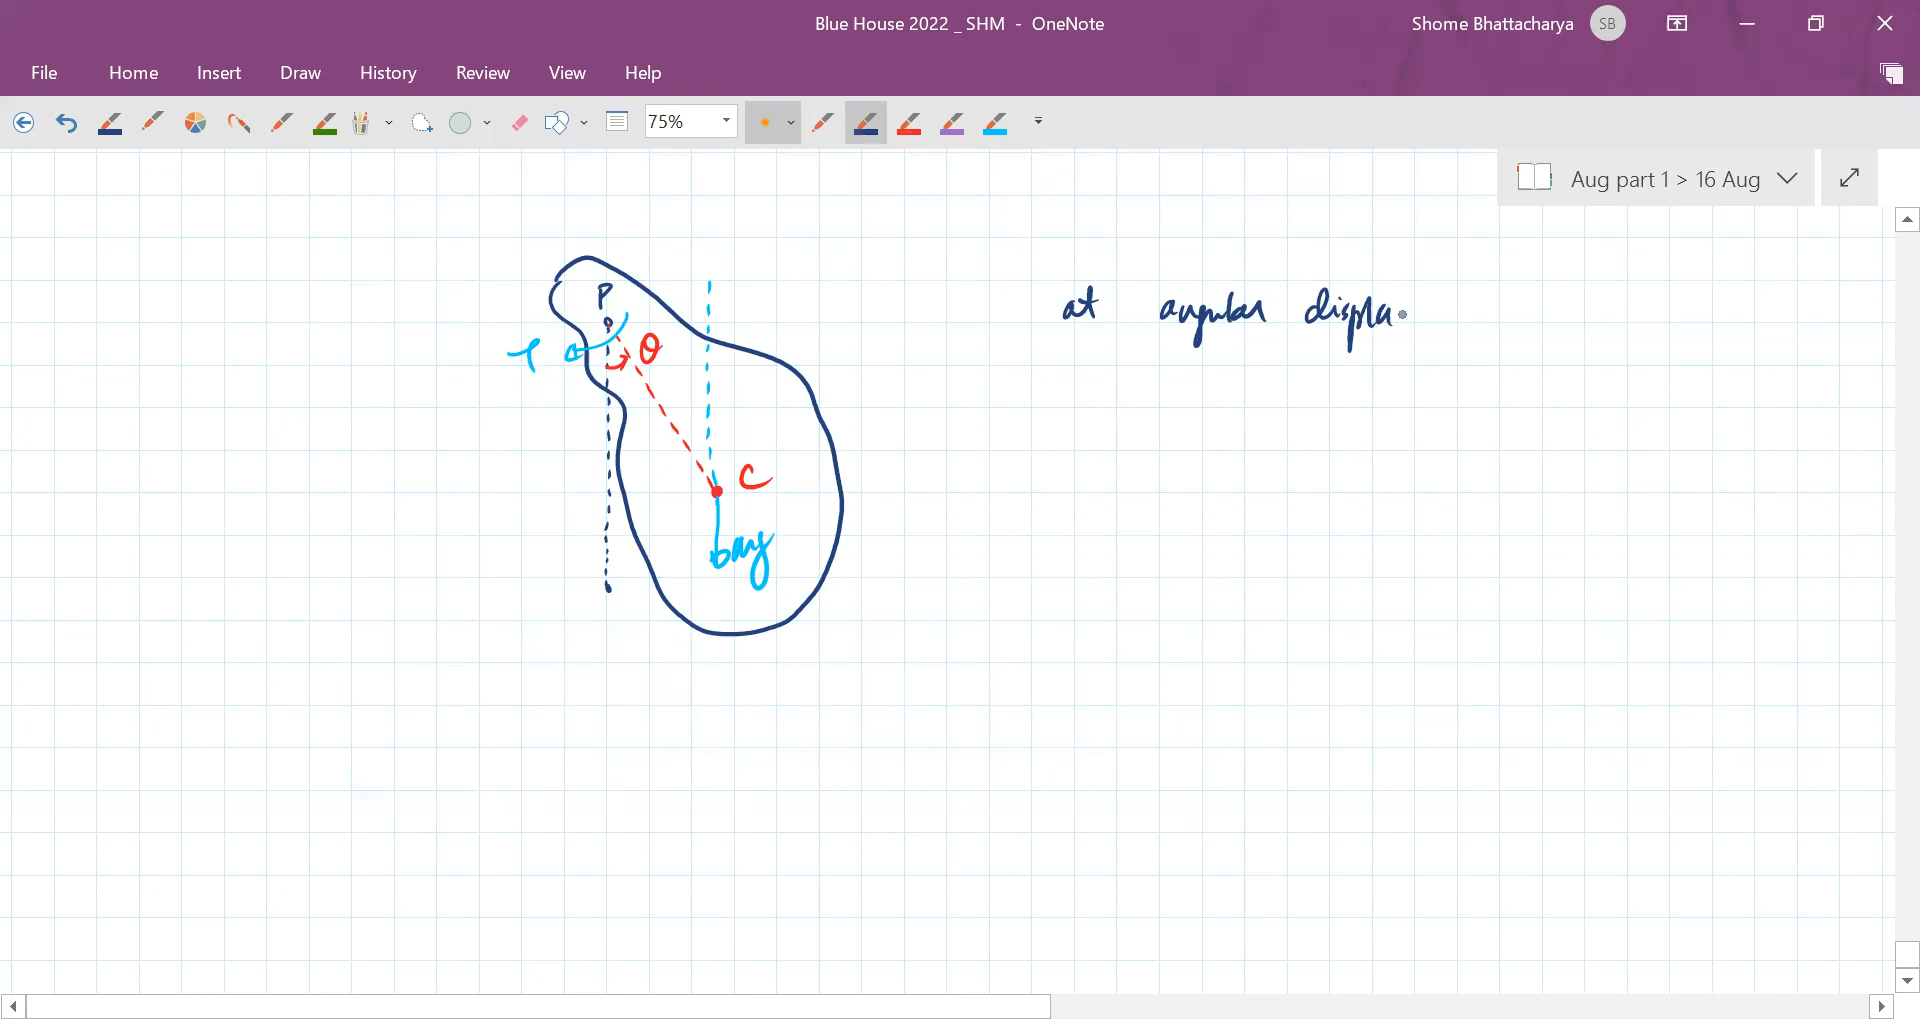 Blue House 2022 _ SHM - OneNote
Shome Bhattacharya
SB
File Home Insert Draw History Review View Help
75%
Aug part 1 > 16 Aug
P
θ
C
at angular displa